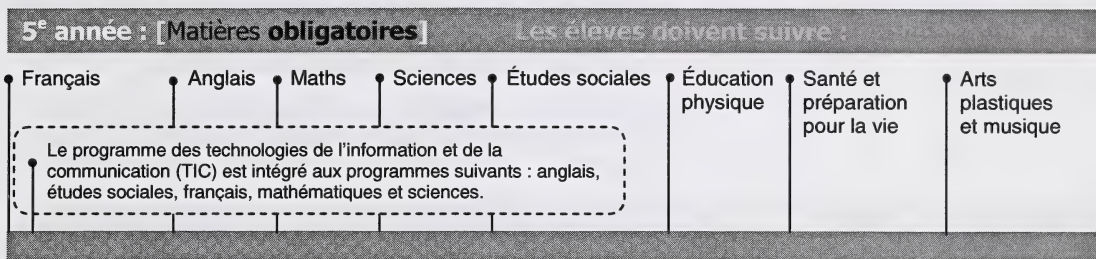 5e année : [Matières obligatoires] Les élèves doivent suivre :
Français
Anglais
Maths
Sciences
Études sociales
Éducation
physique
Santé et
préparation
pour la vie
Arts
plastiques
et musique
Le programme des technologies de l'information et de la
communication (TIC) est intégré aux programmes suivants : anglais,
études sociales, français, mathématiques et sciences.